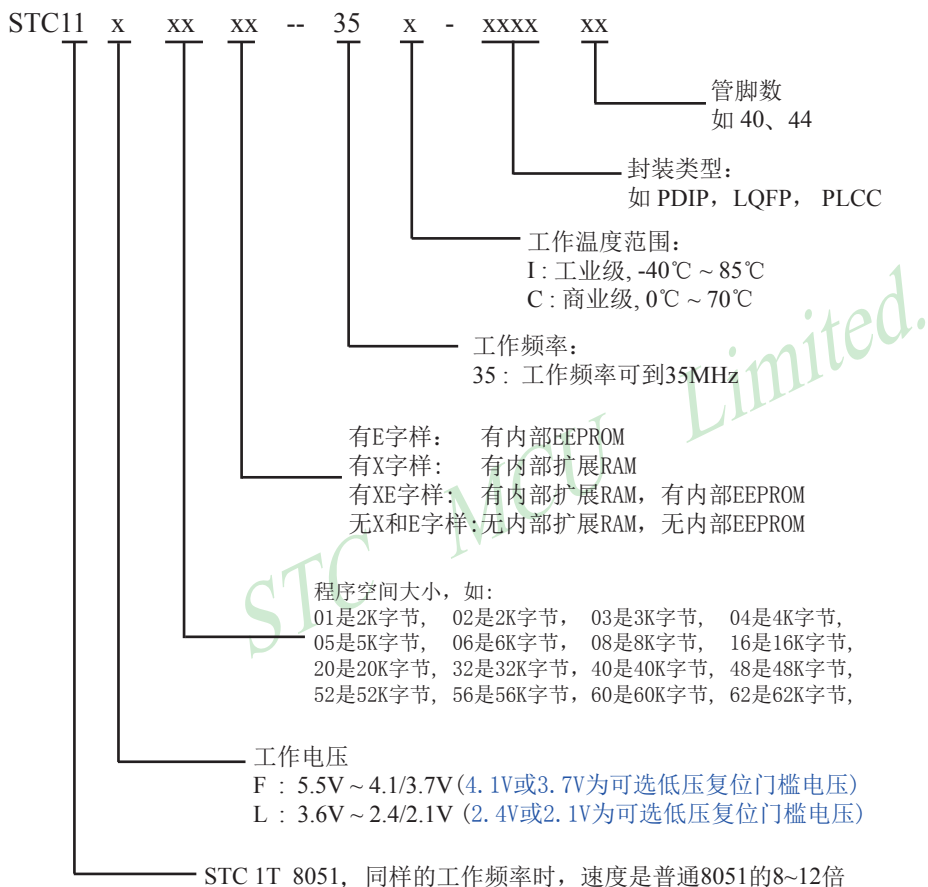 STC11 x xx xx -- 35 x - xxxx xx
管脚数
如 40、44
封装类型：
如 PDIP，LQFP， PLCC
工作温度范围：
I : 工业级, -40℃ ~ 85℃
C : 商业级, 0℃ ~ 70℃
工作频率：
35 : 工作频率可到35MHz
有E字样： 有内部EEPROM
有X字样： 有内部扩展RAM
有XE字样： 有内部扩展RAM，有内部EEPROM
无X和E字样:无内部扩展RAM，无内部EEPROM
程序空间大小，如:
01是2K字节， 02是2K字节， 03是3K字节， 04是4K字节，
05是5K字节， 06是6K字节， 08是8K字节， 16是16K字节，
20是20K字节，32是32K字节，40是40K字节，48是48K字节，
52是52K字节，56是56K字节，60是60K字节，62是62K字节，
工作电压
F : 5.5V ~ 4.1/3.7V(4.1V或3.7V为可选低压复位门槛电压)
L : 3.6V ~ 2.4/2.1V (2.4V或2.1V为可选低压复位门槛电压)
STC 1T 8051，同样的工作频率时，速度是普通8051的8~12倍
STC MCU Limited.